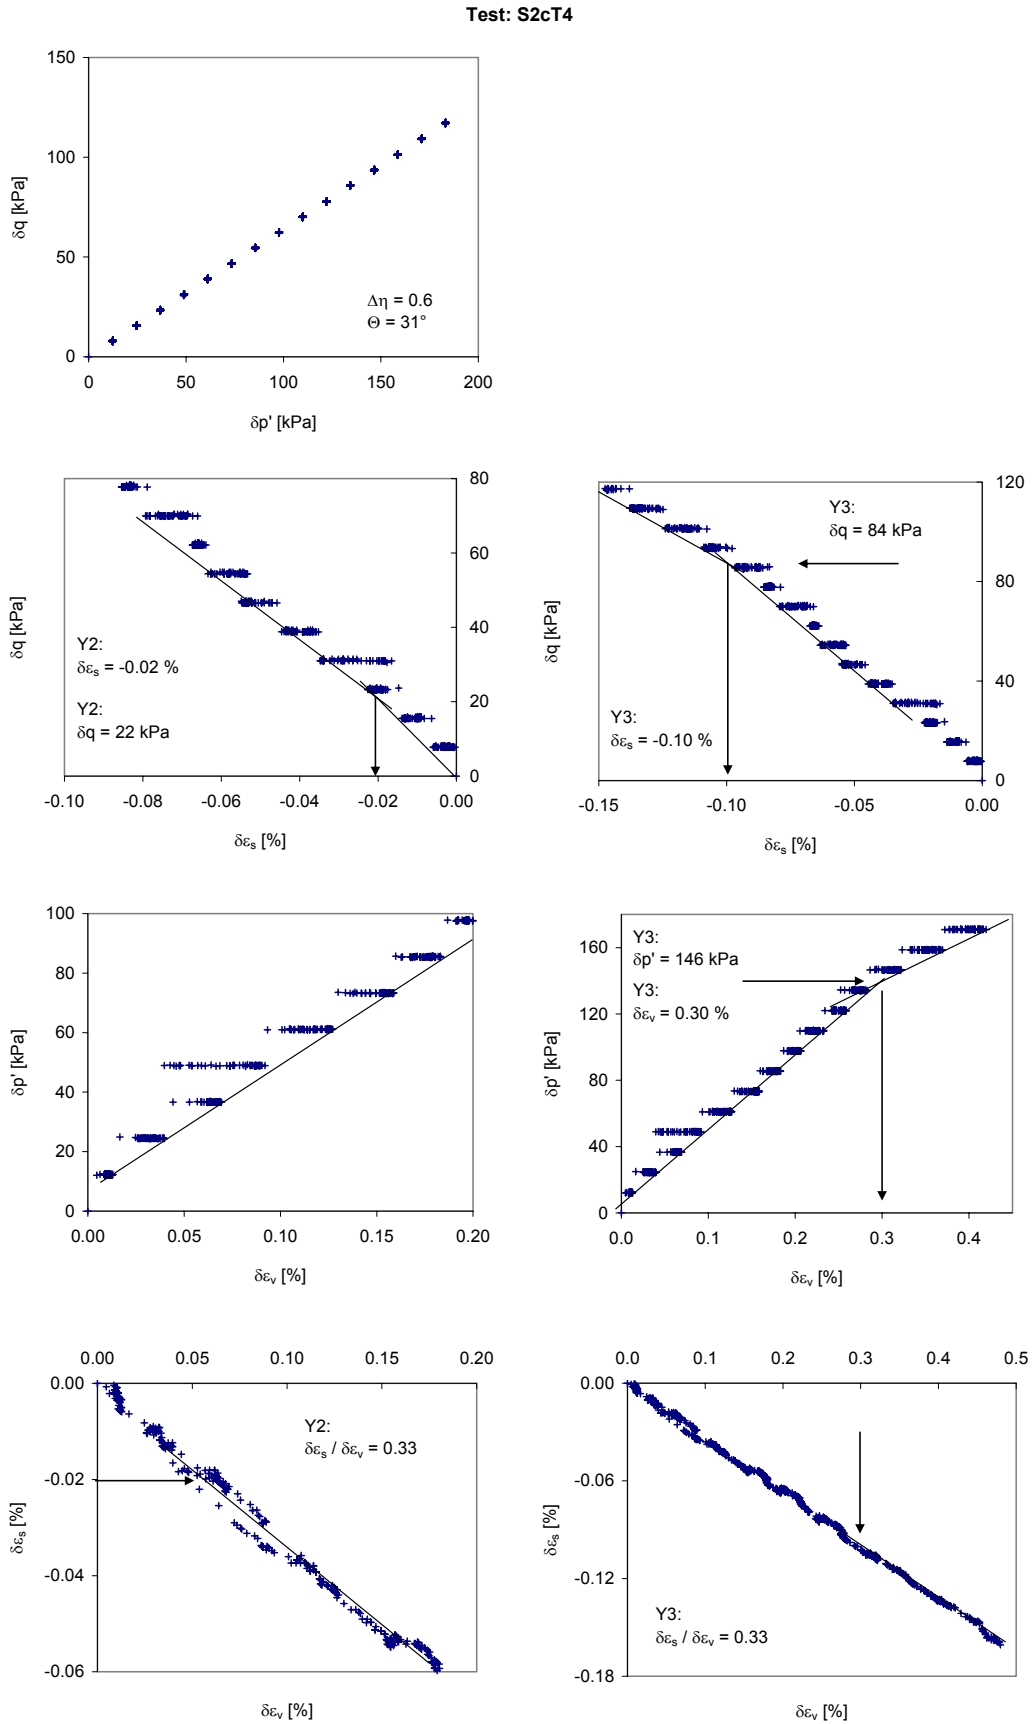 Test: S2cT4
150
100
50
0
δq [kPa]
Δη = 0.6
Θ = 31°
0 50 100 150 200
δp' [kPa]
80
60
40
20
0
δq [kPa]
Y2:
δεs = -0.02 %
Y2:
δq = 22 kPa
-0.10 -0.08 -0.06 -0.04 -0.02 0.00
δεs [%]
120
80
40
0
δq [kPa]
Y3:
δq = 84 kPa
Y3:
δεs = -0.10 %
-0.15 -0.10 -0.05 0.00
δεs [%]
100
80
60
40
20
0
δp' [kPa]
0.00 0.05 0.10 0.15 0.20
δεv [%]
160
120
80
40
0
δp' [kPa]
Y3:
δp' = 146 kPa
Y3:
δεv = 0.30 %
0.0 0.1 0.2 0.3 0.4
δεv [%]
0.00 0.05 0.10 0.15 0.20
0.00
-0.02
-0.04
-0.06
δεs [%]
Y2:
δεs / δεv = 0.33
δεv [%]
0.0 0.1 0.2 0.3 0.4 0.5
0.00
-0.06
-0.12
-0.18
δεs [%]
Y3:
δεs / δεv = 0.33
δεv [%]